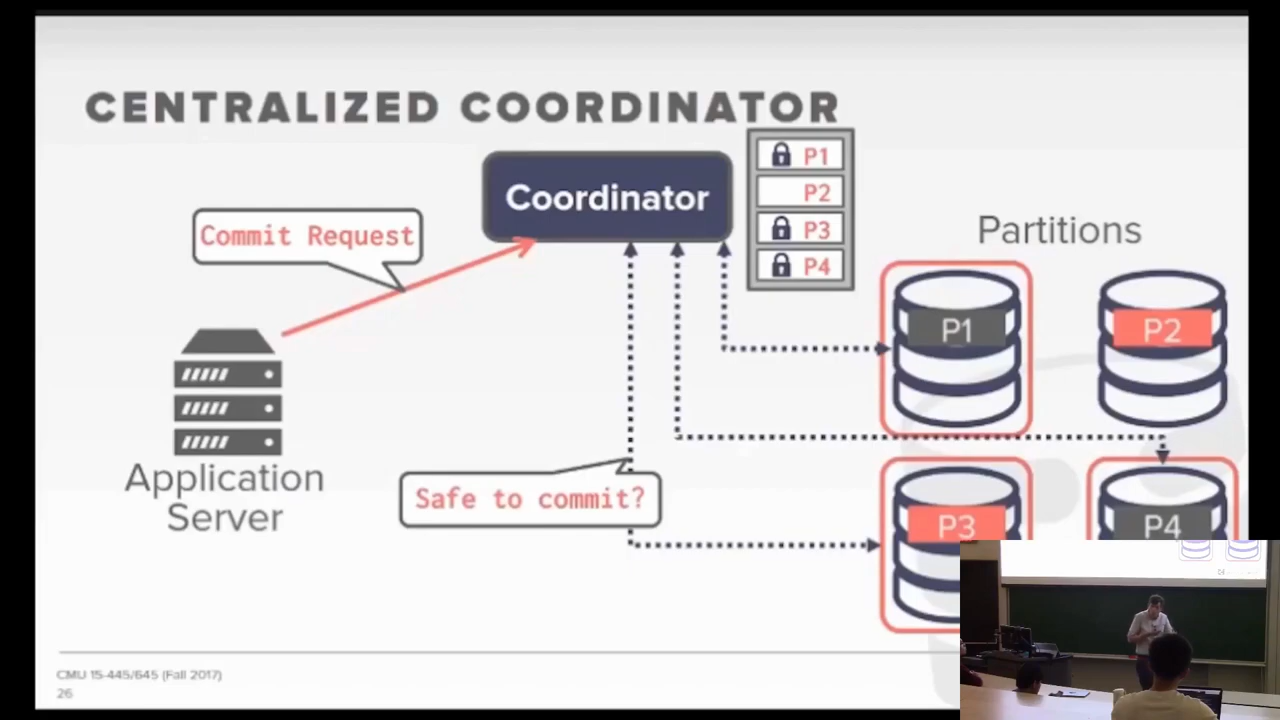 CENTRALIZED COORDINATOR
Coordinator
P1
P2
P3
P4
Commit Request
Partitions
P1
P2
Application
Server
Safe to commit?
P3
P4
CMU 15-445/645 (Fall 2017)
26